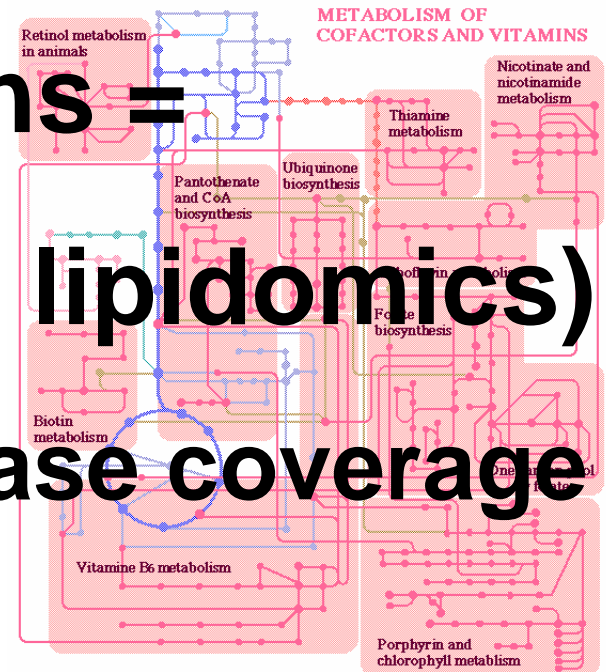 METABOLISM OF
COFACTORS AND VITAMINS
Retinol metabolism
in animals
Nicotinate and
nicotinamide
metabolism
ns =
Thiamine
metabolism
Pantothenate
and CoA
biosynthesis
Ubiquinone
biosynthesis
lipidomics)
Folate
biosynthesis
Biotin
metabolism
ase coverage
Vitamine B6 metabolism
Porphyrin and
chlorophyll metabolism